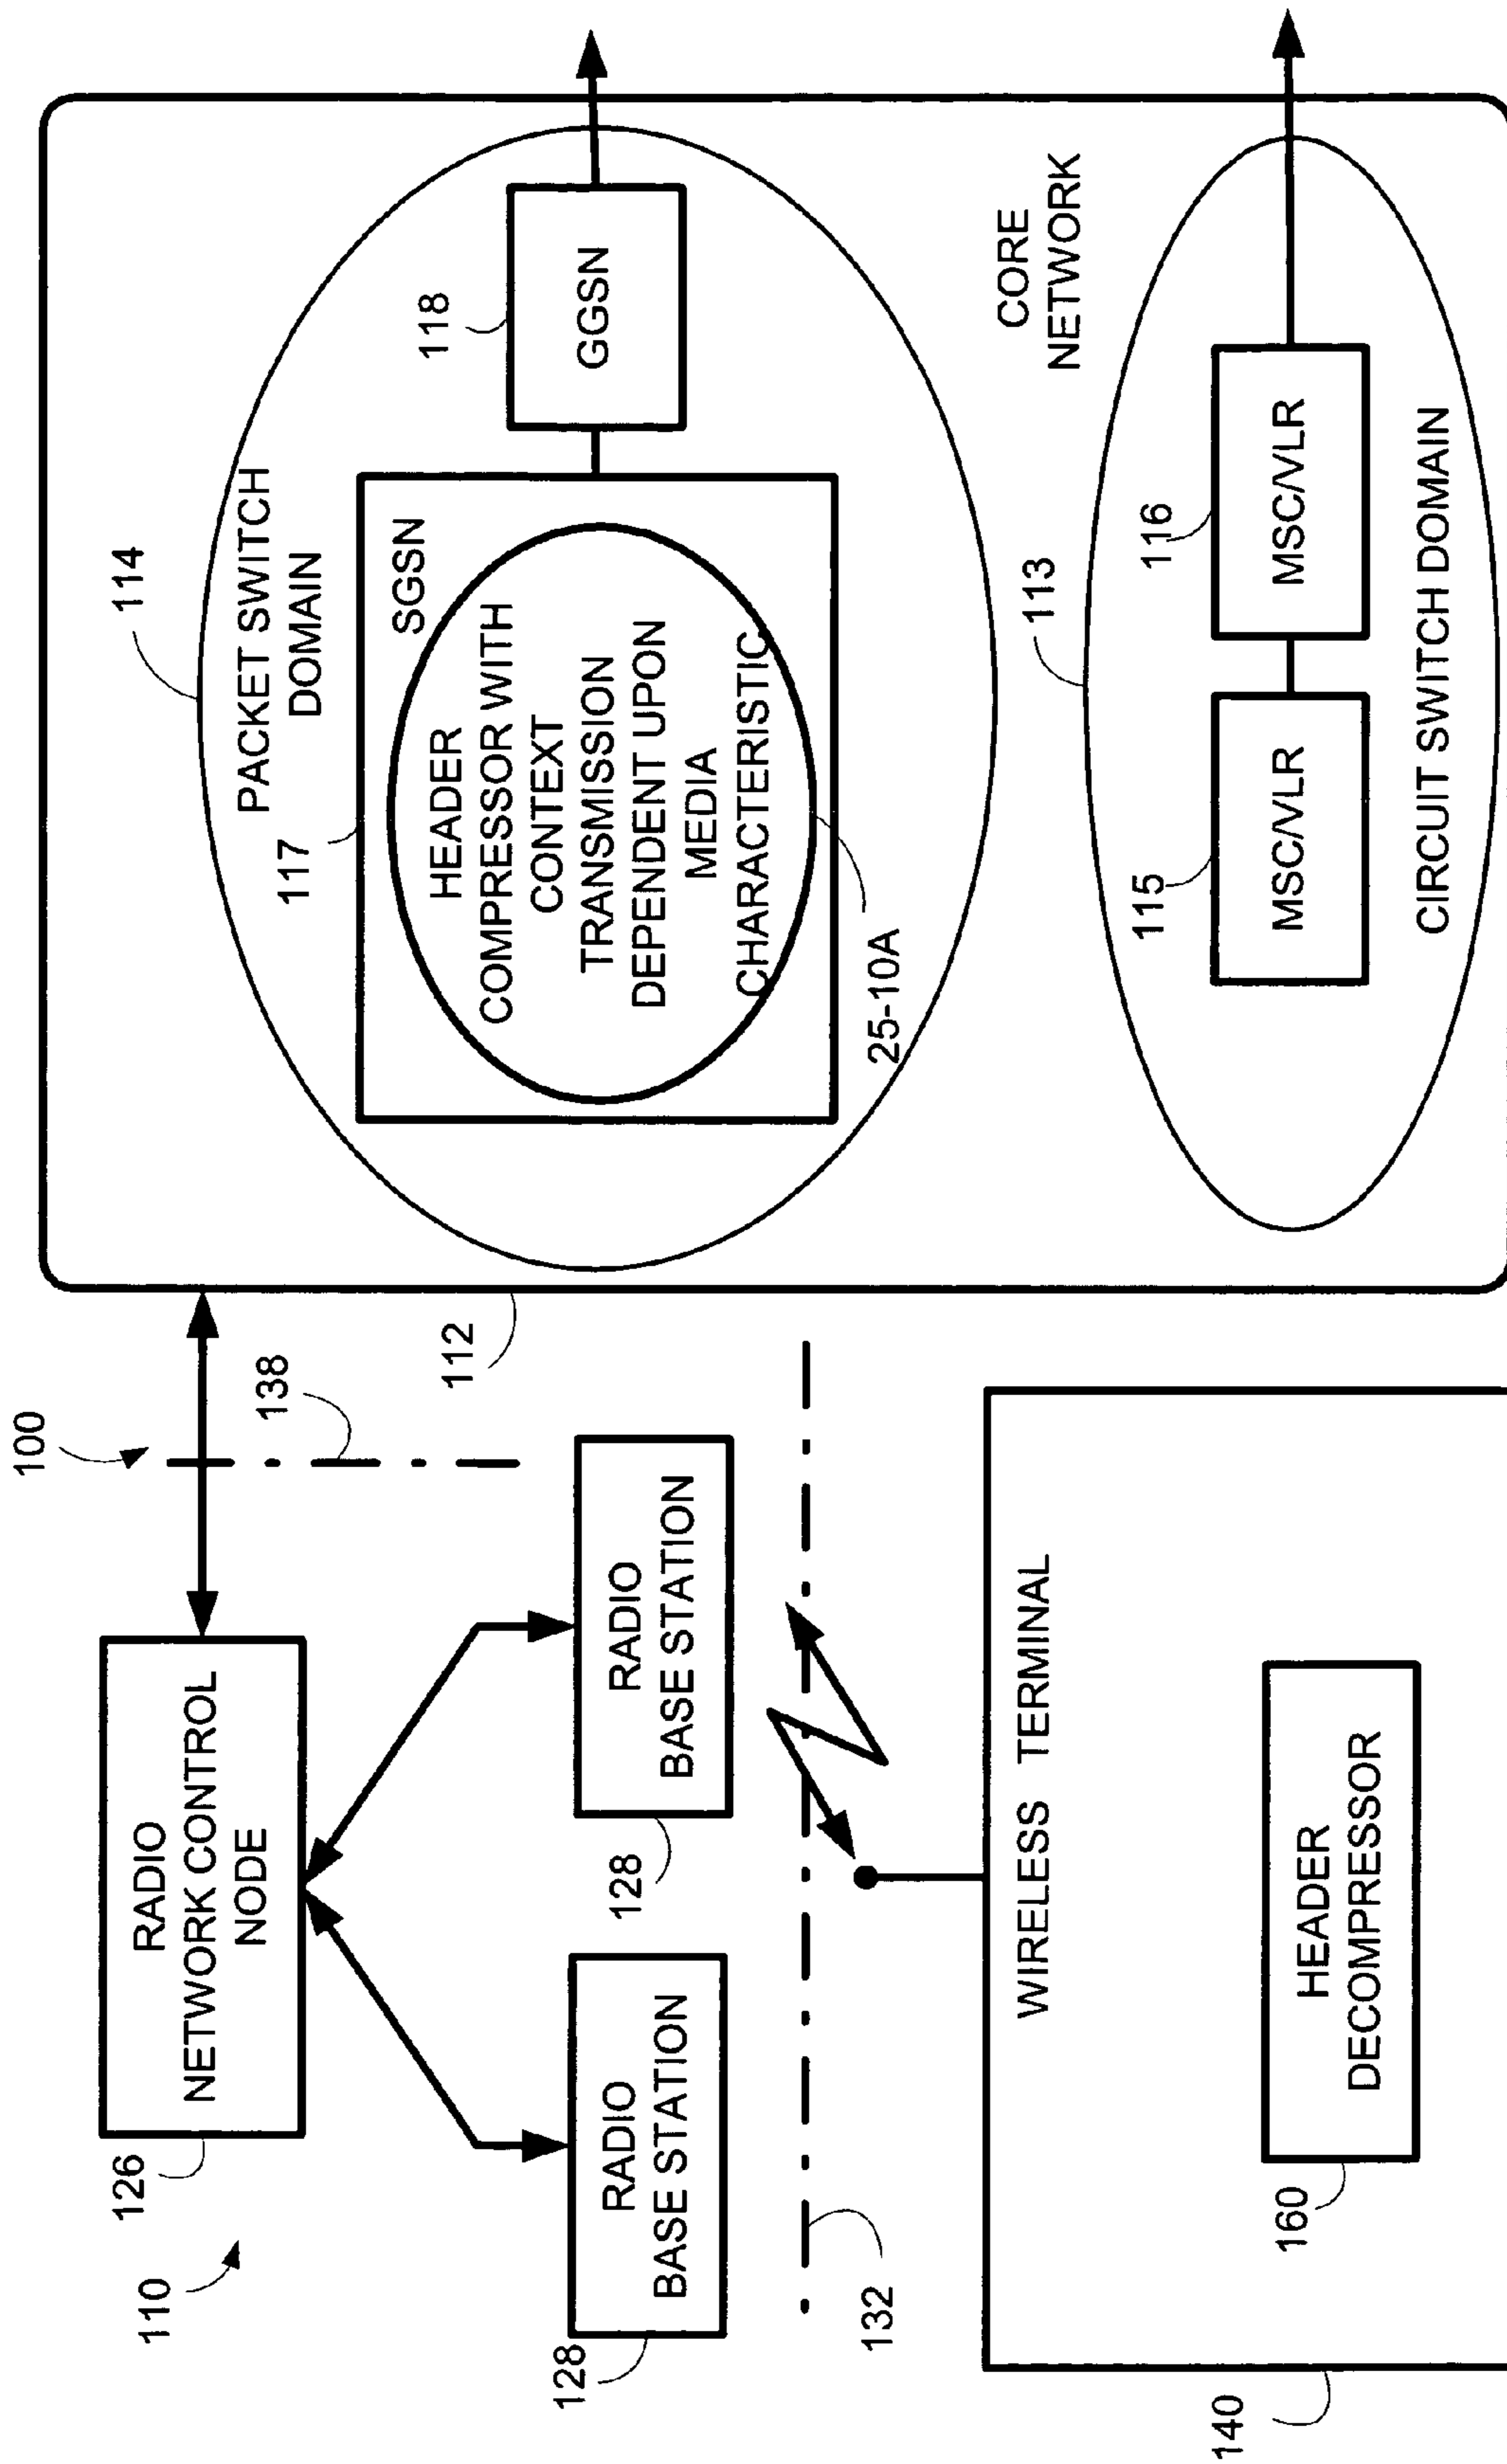 100
110
126
RADIO
NETWORK CONTROL
NODE
138
128
RADIO
BASE STATION
128
RADIO
BASE STATION
132
140
WIRELESS TERMINAL
160
HEADER
DECOMPRESSOR
112
114
PACKET SWITCH
DOMAIN
117
SGSN
HEADER
COMPRESSOR WITH
CONTEXT
TRANSMISSION
DEPENDENT UPON
MEDIA
CHARACTERISTIC
25-10A
118
GGSN
CORE
NETWORK
113
115
MSC/VLR
116
MSC/VLR
CIRCUIT SWITCH DOMAIN